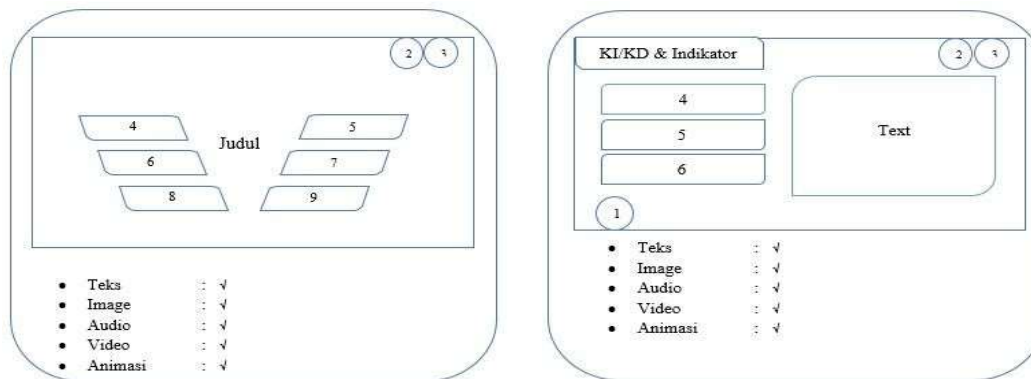 2 3
4 5
Judul
6 7
8 9
• Teks : √
• Image : √
• Audio : √
• Video : √
• Animasi : √
KI/KD & Indikator 2 3
4
Text
5
6
1
• Teks : √
• Image : √
• Audio : √
• Video : √
• Animasi : √